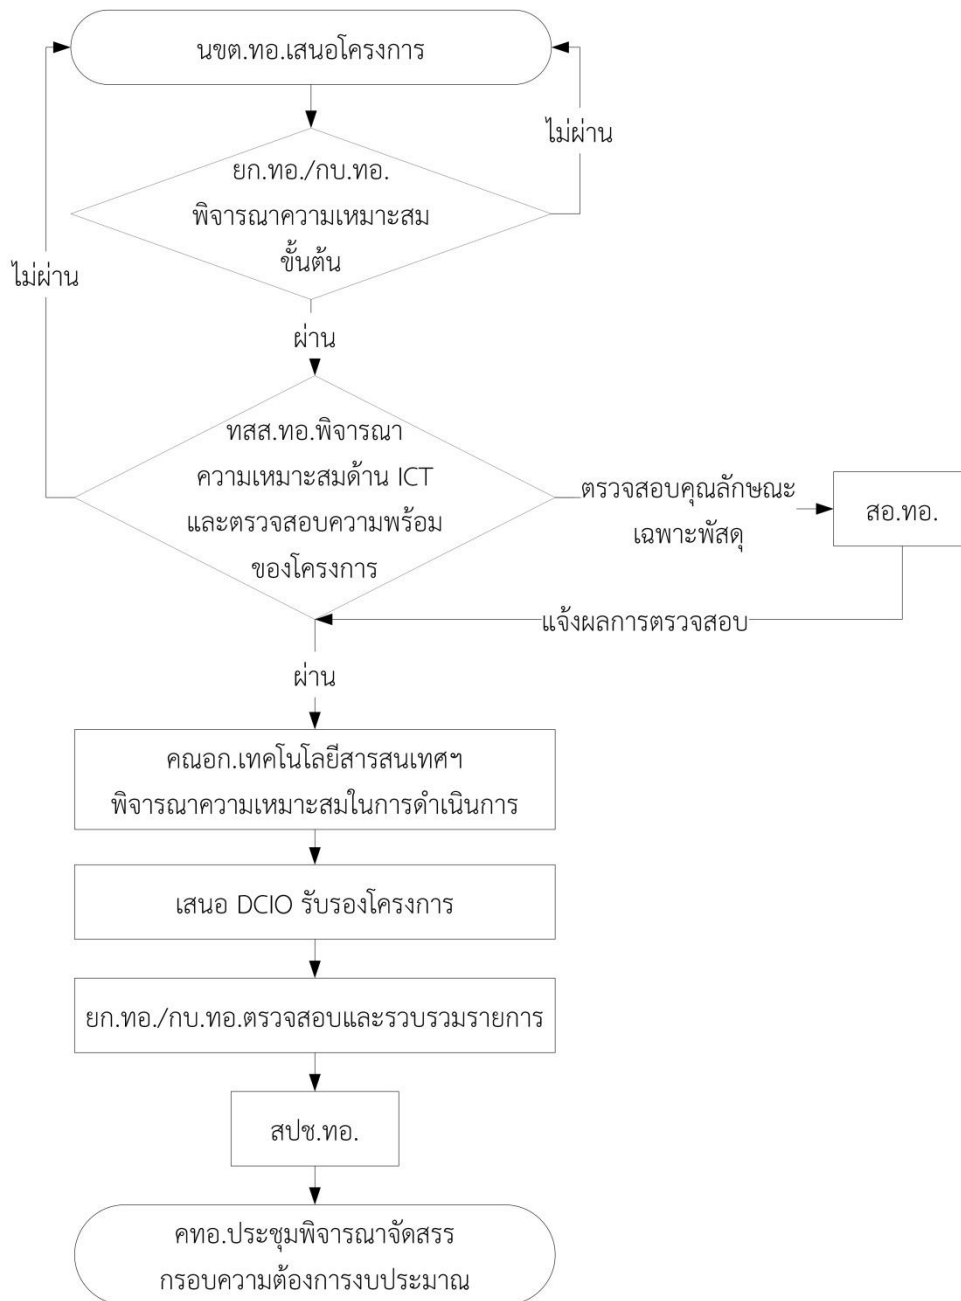 นขต.ทอ.เสนอโครงการ
ไม่ผ่าน
ยก.ทอ./กบ.ทอ.
พิจารณาความเหมาะสม
ขั้นต้น
ไม่ผ่าน
ผ่าน
ทสส.ทอ.พิจารณา
ความเหมาะสมด้าน ICT
และตรวจสอบความพร้อม
ของโครงการ
ตรวจสอบคุณลักษณะ
เฉพาะพัสดุ
สอ.ทอ.
แจ้งผลการตรวจสอบ
ผ่าน
คณอก.เทคโนโลยีสารสนเทศฯ
พิจารณาความเหมาะสมในการดำเนินการ
เสนอ DCIO รับรองโครงการ
ยก.ทอ./กบ.ทอ.ตรวจสอบและรวบรวมรายการ
สปช.ทอ.
คทอ.ประชุมพิจารณาจัดสรร
กรอบความต้องการงบประมาณ